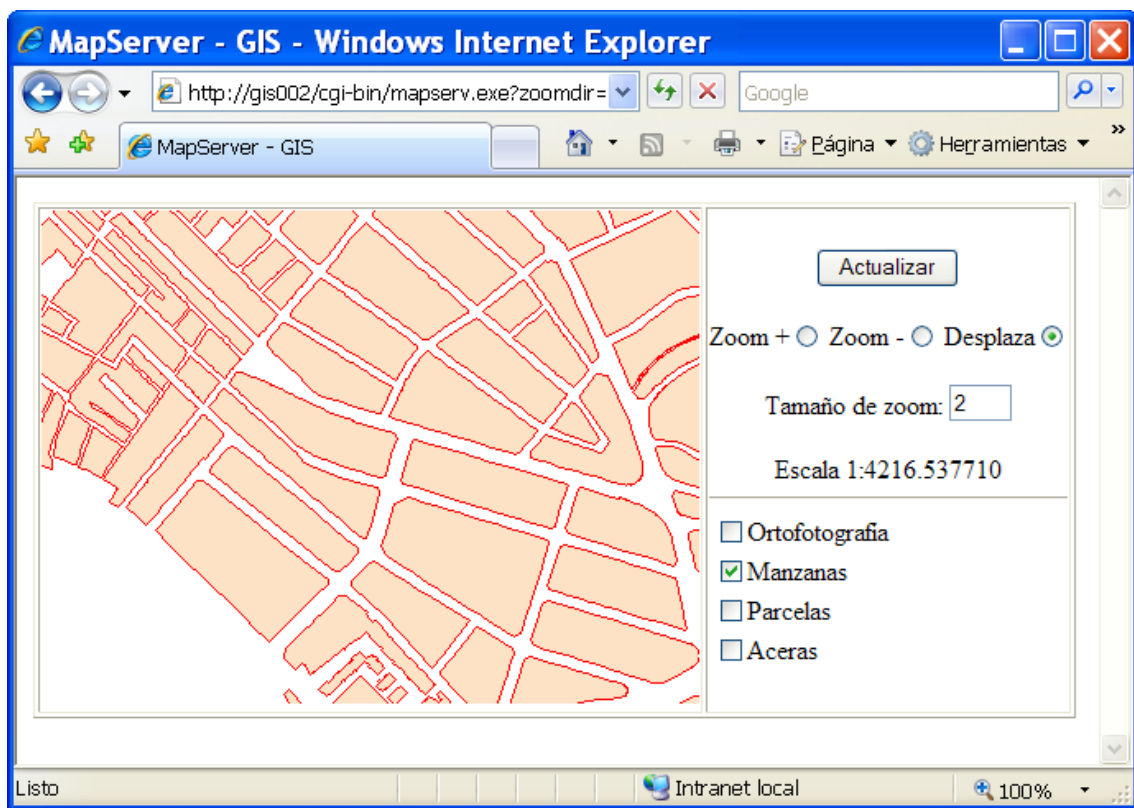 MapServer - GIS - Windows Internet Explorer
http://gis002/cgi-bin/mapserv.exe?zoomdir=
Google
MapServer - GIS
Página
Herramientas
»
Actualizar
Zoom + Zoom - Desplaza
Tamaño de zoom: 2
Escala 1:4216.537710
Ortofotografía
Manzanas
Parcelas
Aceras
Listo
Intranet local
100%